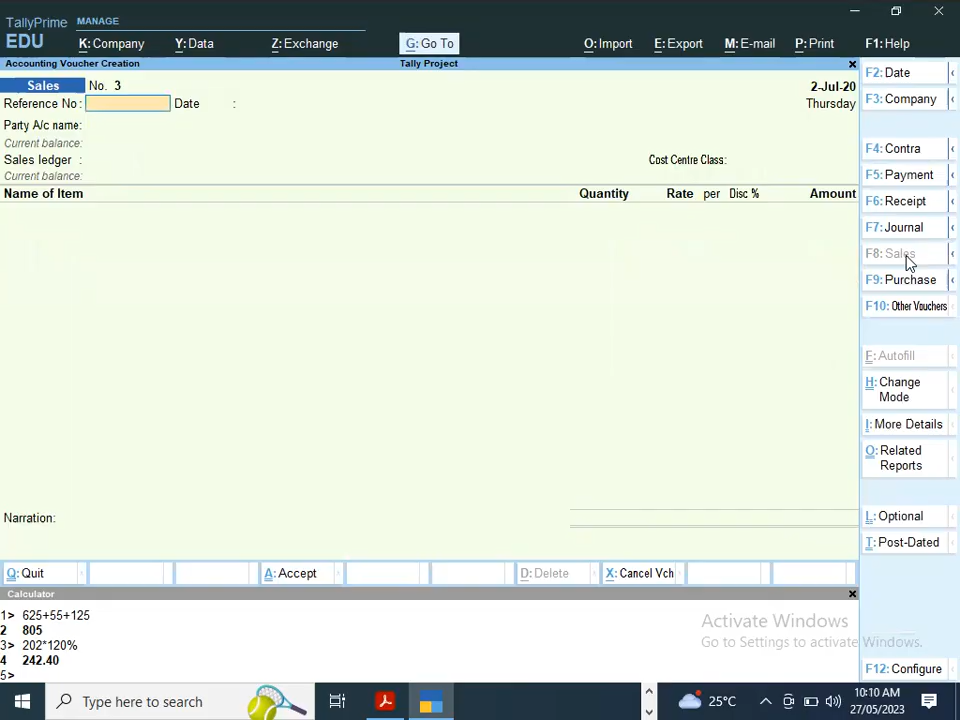 TallyPrime
EDU
MANAGE
K: Company
Y: Data
Z: Exchange
G: Go To
O: Import
E: Export
M: E-mail
P: Print
F1: Help
Accounting Voucher Creation
Tally Project
Sales No. 3
2-Jul-20
Reference No : Date :
Thursday
Party A/c name:
Current balance:
Sales ledger :
Cost Centre Class:
Current balance:
Name of Item Quantity Rate per Disc % Amount
Narration:
Q: Quit
A: Accept
D: Delete
X: Cancel Vch
F2: Date
F3: Company
F4: Contra
F5: Payment
F6: Receipt
F7: Journal
F8: Sales
F9: Purchase
F10: Other Vouchers
F: Autofill
H: Change
Mode
I: More Details
O: Related
Reports
L: Optional
T: Post-Dated
F12: Configure
Calculator
1> 625+55+125
2 805
3> 202*120%
4 242.40
5>
Activate Windows
Go to Settings to activate Windows.
Type here to search
25°C
10:10 AM
27/05/2023